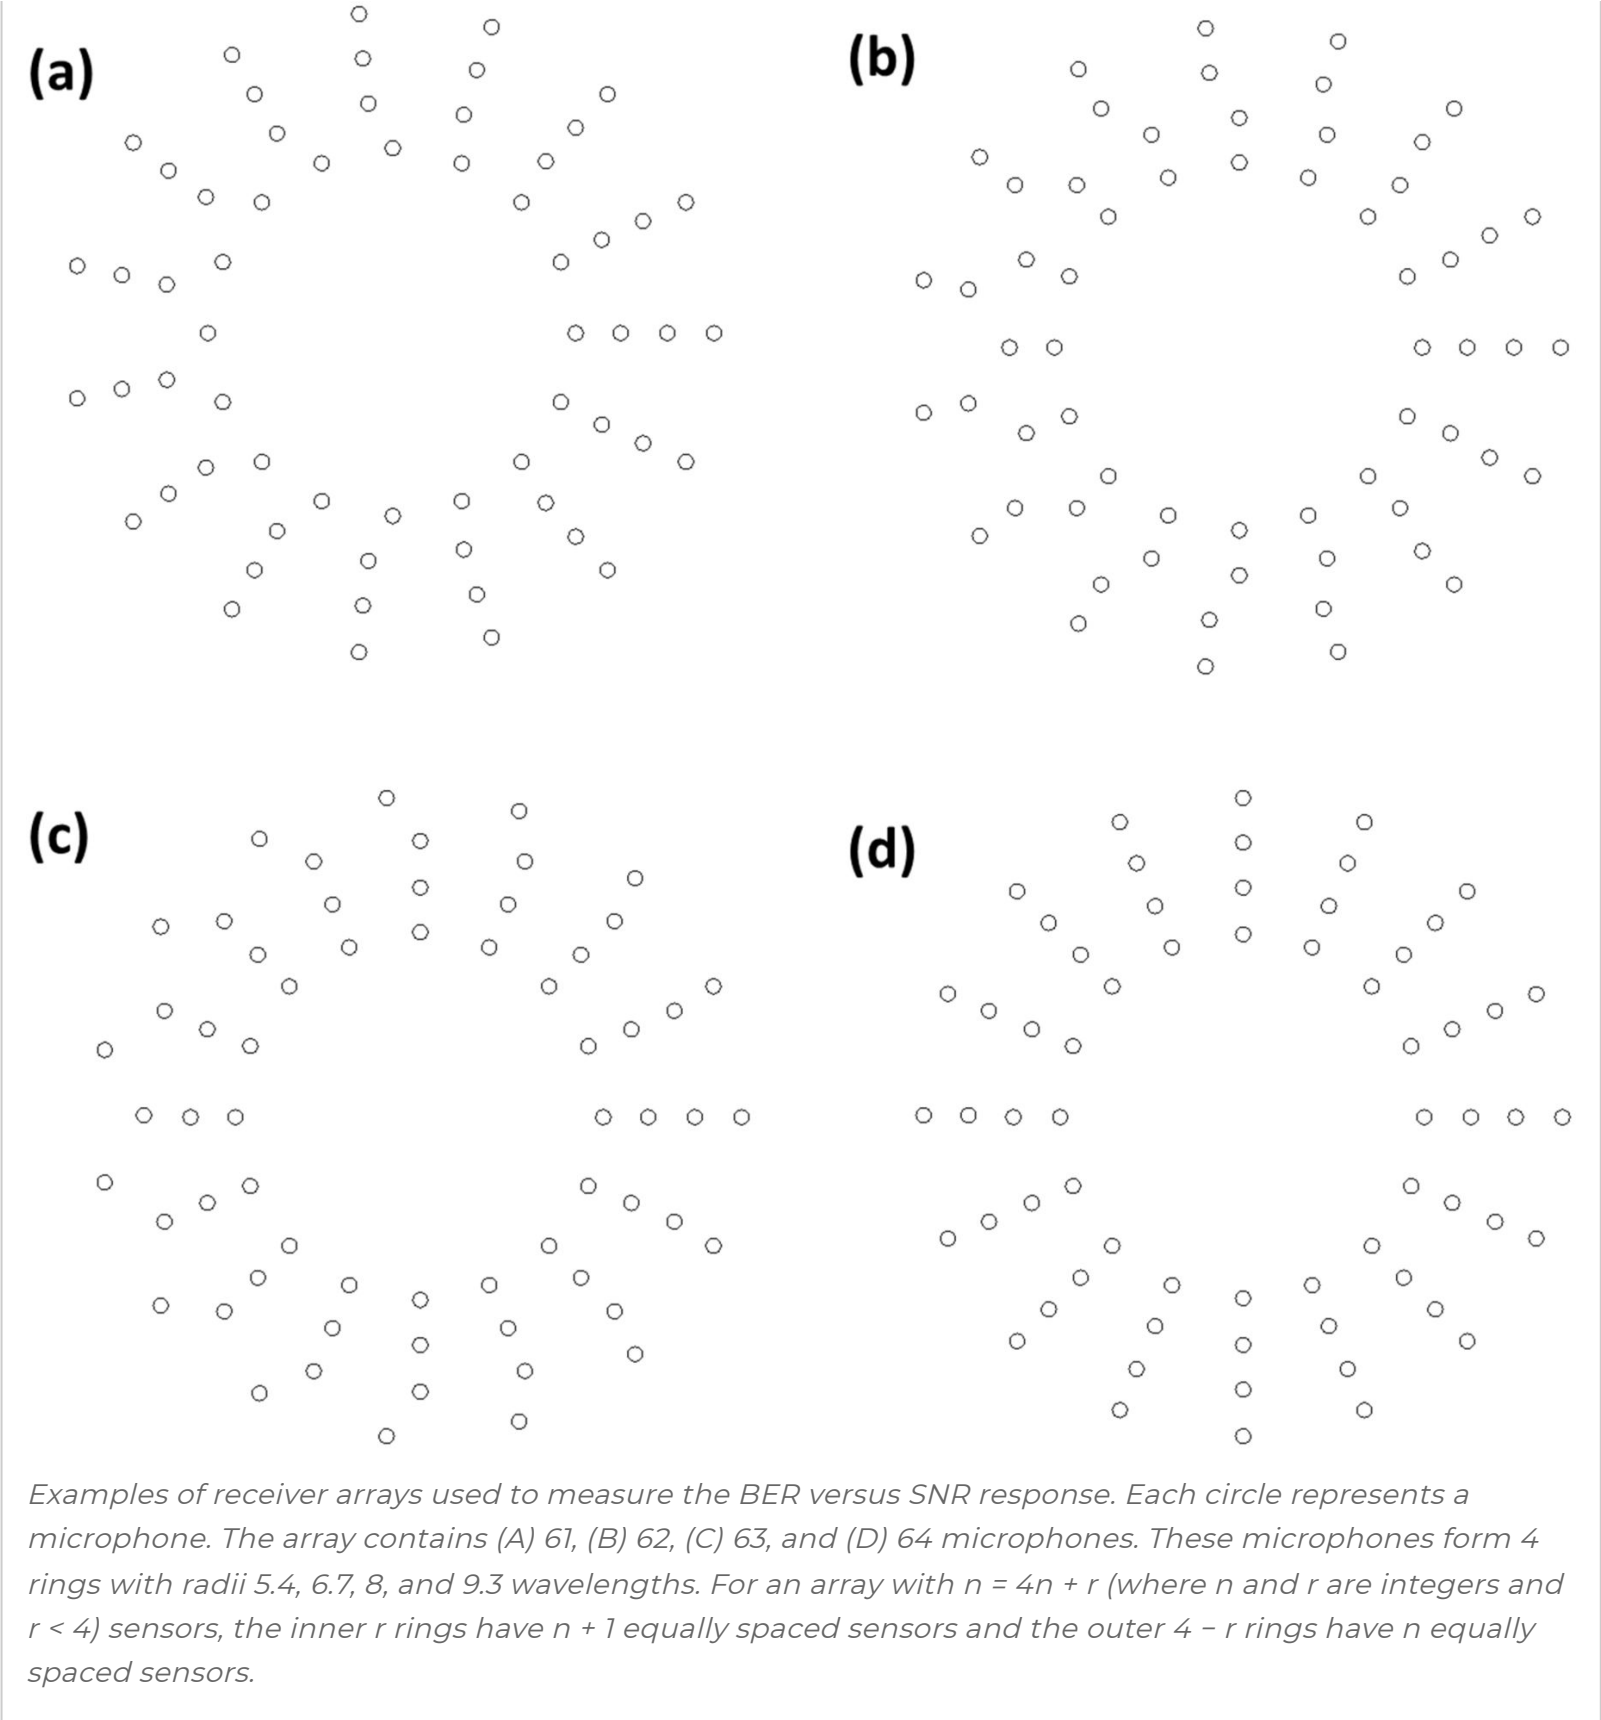 (a)
(b)
(c)
(d)
Examples of receiver arrays used to measure the BER versus SNR response. Each circle represents a
microphone. The array contains (A) 61, (B) 62, (C) 63, and (D) 64 microphones. These microphones form 4
rings with radii 5.4, 6.7, 8, and 9.3 wavelengths. For an array with n = 4n + r (where n and r are integers and
r < 4) sensors, the inner r rings have n + 1 equally spaced sensors and the outer 4 − r rings have n equally
spaced sensors.